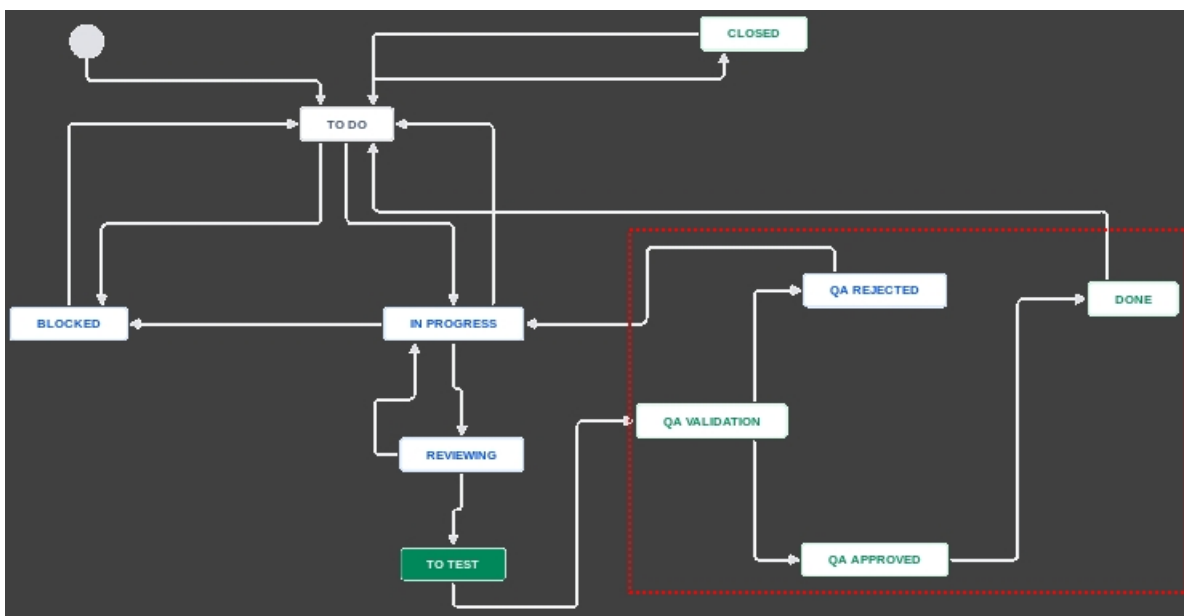 CLOSED
TO DO
QA REJECTED
DONE
BLOCKED
IN PROGRESS
QA VALIDATION
REVIEWING
TO TEST
QA APPROVED